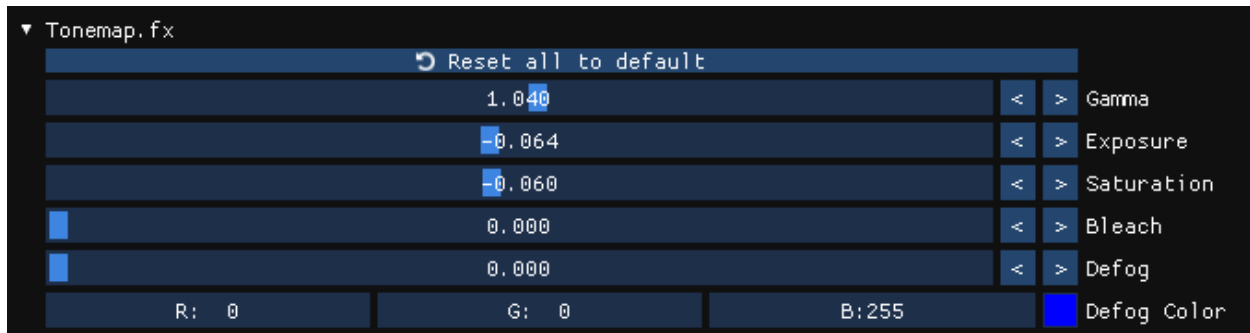 Tonemap.fx
Reset all to default
1.040 < > Gamma
-0.064 < > Exposure
-0.060 < > Saturation
0.000 < > Bleach
0.000 < > Defog
R: 0 G: 0 B:255 Defog Color